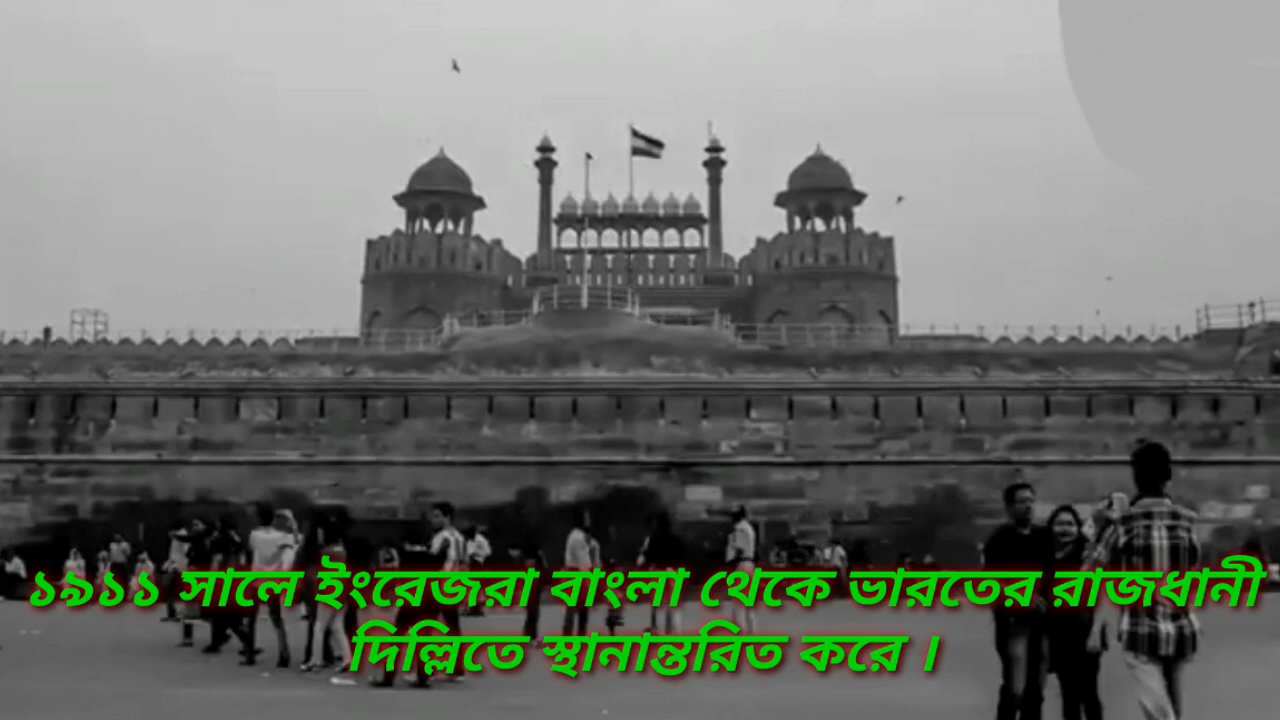 ১৯১১ সালে ইংরেজরা বাংলা থেকে ভারতের রাজধানী
দিল্লিতে স্থানান্তরিত করে ।